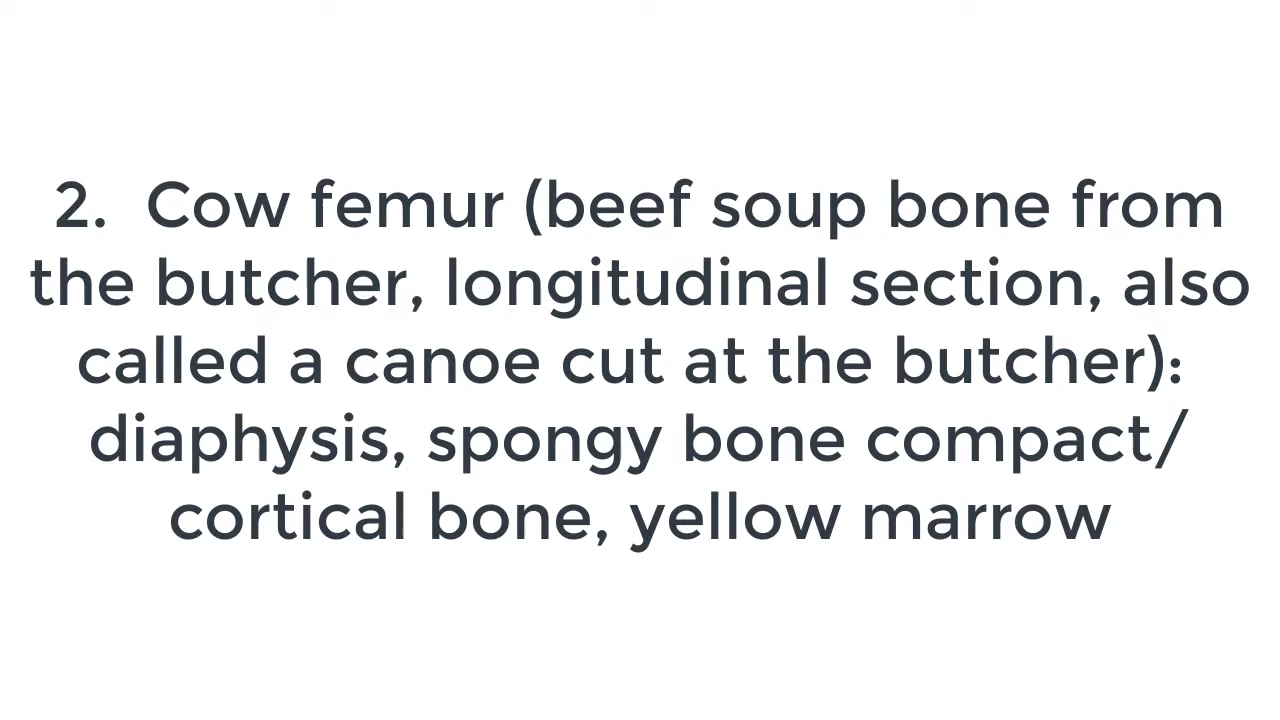 2.  Cow femur (beef soup bone from
the butcher, longitudinal section, also
called a canoe cut at the butcher):
diaphysis, spongy bone compact/
cortical bone, yellow marrow